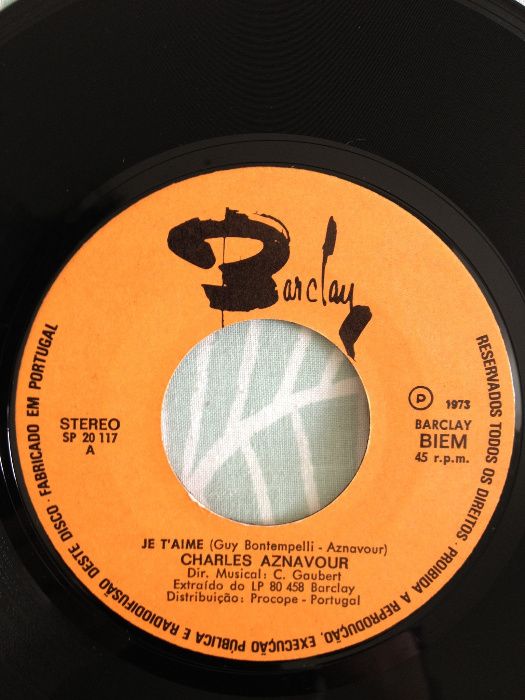 Barclay
STEREO
SP 20 117
A
Ⓟ 1973
BARCLAY
BIEM
45 r.p.m.
JE T'AIME (Guy Bontempelli - Aznavour)
CHARLES AZNAVOUR
Dir. Musical: C. Gaubert
Extraído do LP 80 458 Barclay
Distribuição: Procope - Portugal
RESERVADOS TODOS OS DIREITOS. PROIBIDA A REPRODUÇÃO, EXECUÇÃO PÚBLICA E RADIODIFUSÃO DESTE DISCO. FABRICADO EM PORTUGAL